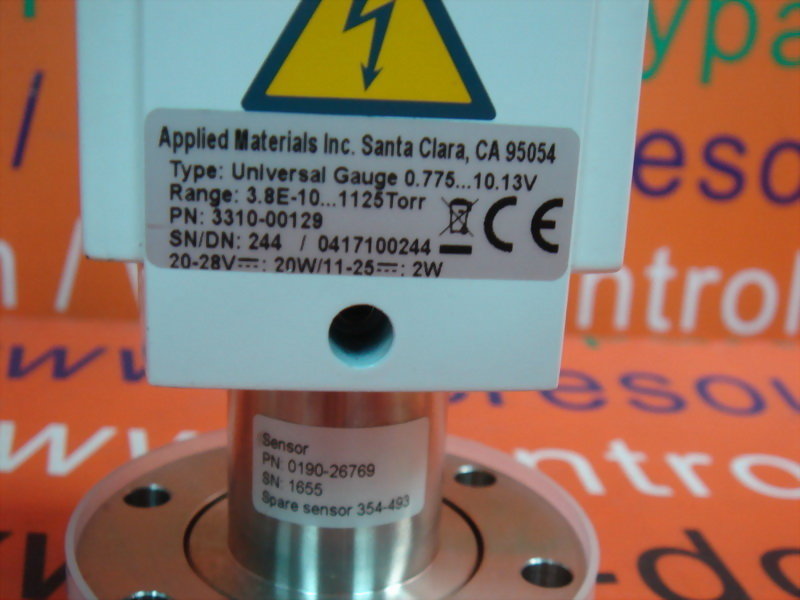 Applied Materials Inc. Santa Clara, CA 95054
Type: Universal Gauge 0.775...10.13V
Range: 3.8E-10...1125Torr
PN: 3310-00129
SN/DN: 244 / 0417100244
CE
20-28V⎓: 20W/11-25⎓: 2W
Sensor
PN: 0190-26769
SN: 1655
Spare sensor 354-493